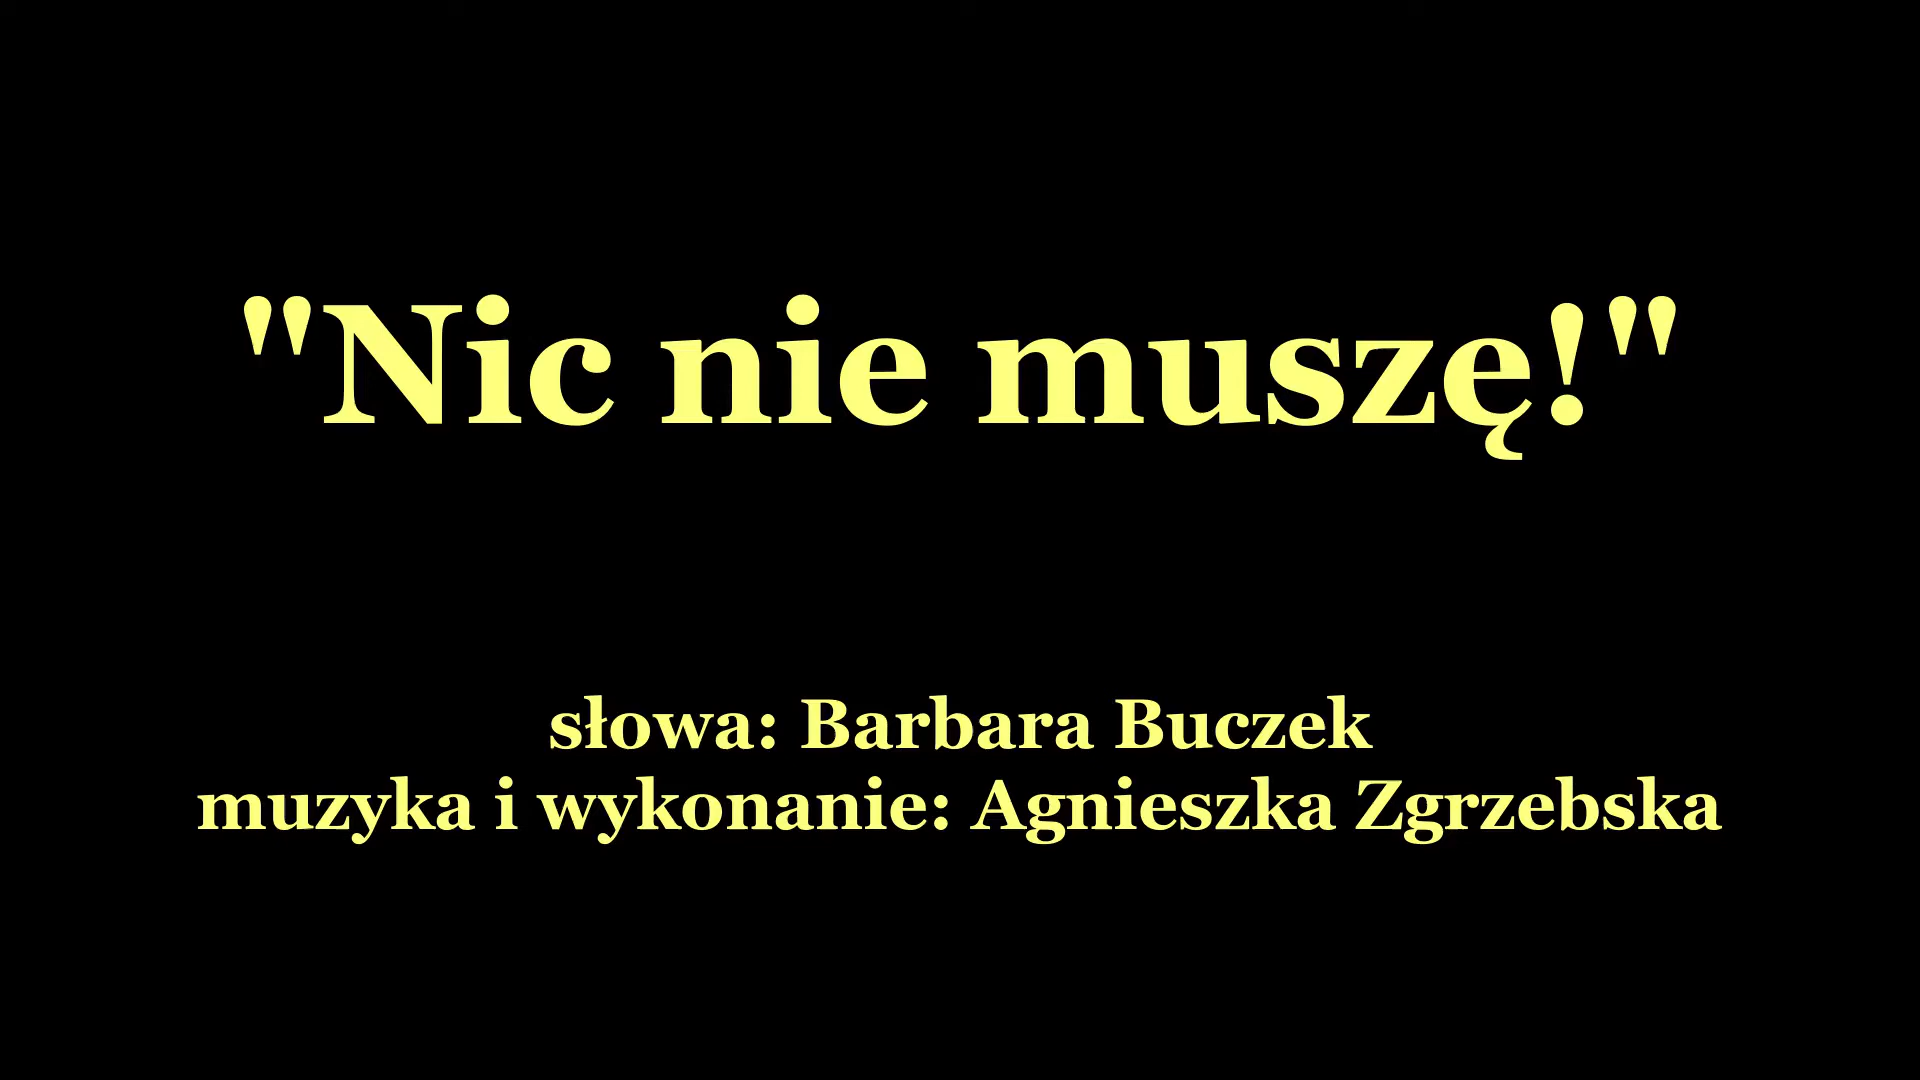 "Nic nie muszę!"
słowa: Barbara Buczek
muzyka i wykonanie: Agnieszka Zgrzebska